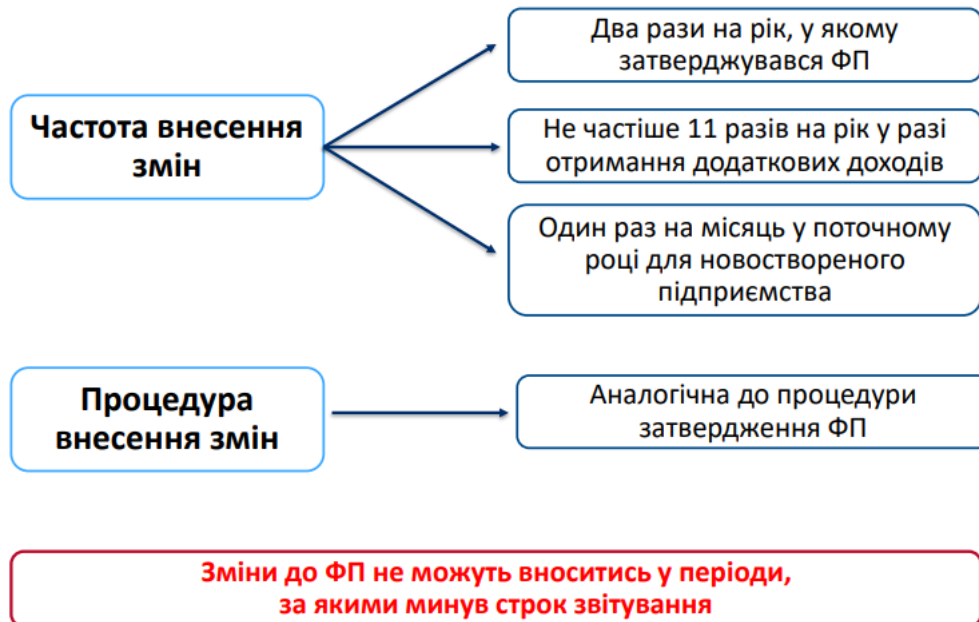 Два рази на рік, у якому
затверджувався ФП
Частота внесення
змін
Не частіше 11 разів на рік у разі
отримання додаткових доходів
Один раз на місяць у поточному
році для новоствореного
підприємства
Процедура
внесення змін
Аналогічна до процедури
затвердження ФП
Зміни до ФП не можуть вноситись у періоди,
за якими минув строк звітування